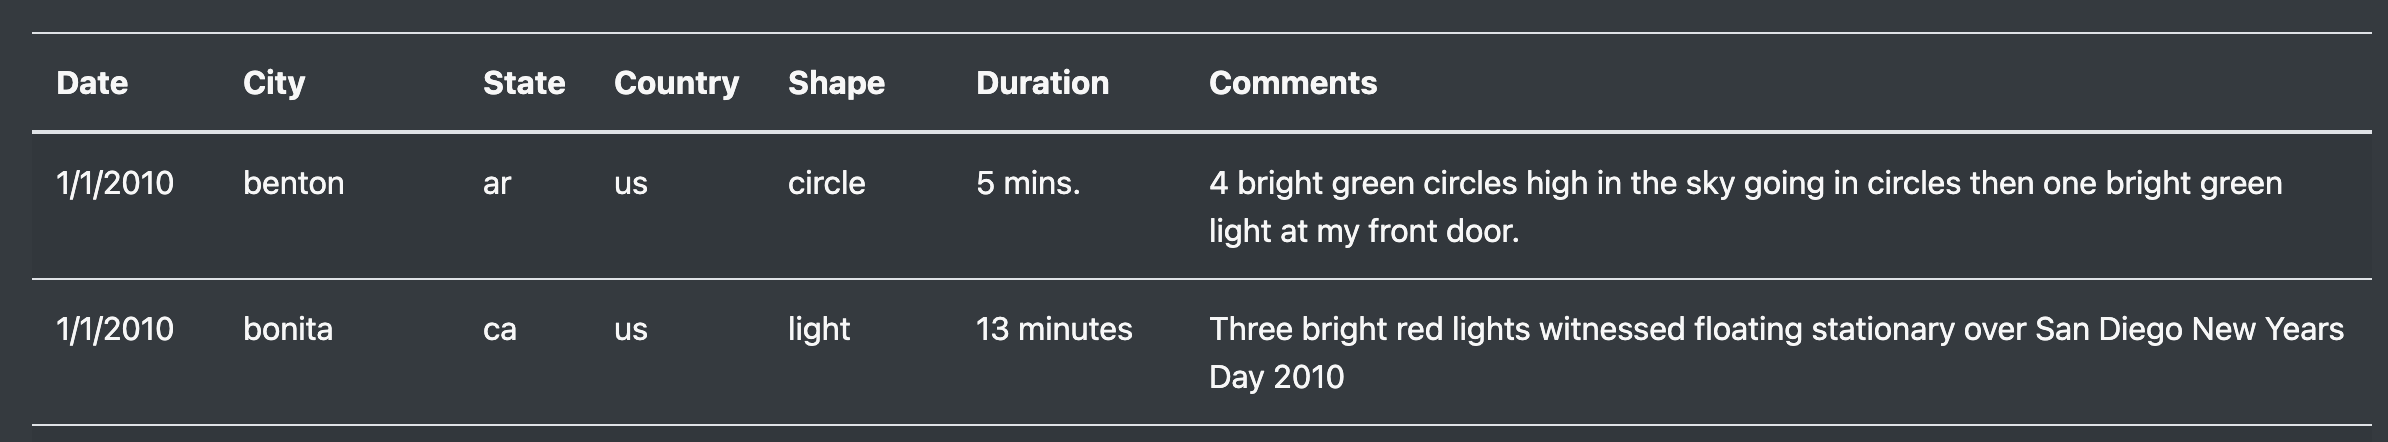 Date City State Country Shape Duration Comments
1/1/2010 benton ar us circle 5 mins. 4 bright green circles high in the sky going in circles then one bright green
light at my front door.
1/1/2010 bonita ca us light 13 minutes Three bright red lights witnessed floating stationary over San Diego New Years
Day 2010